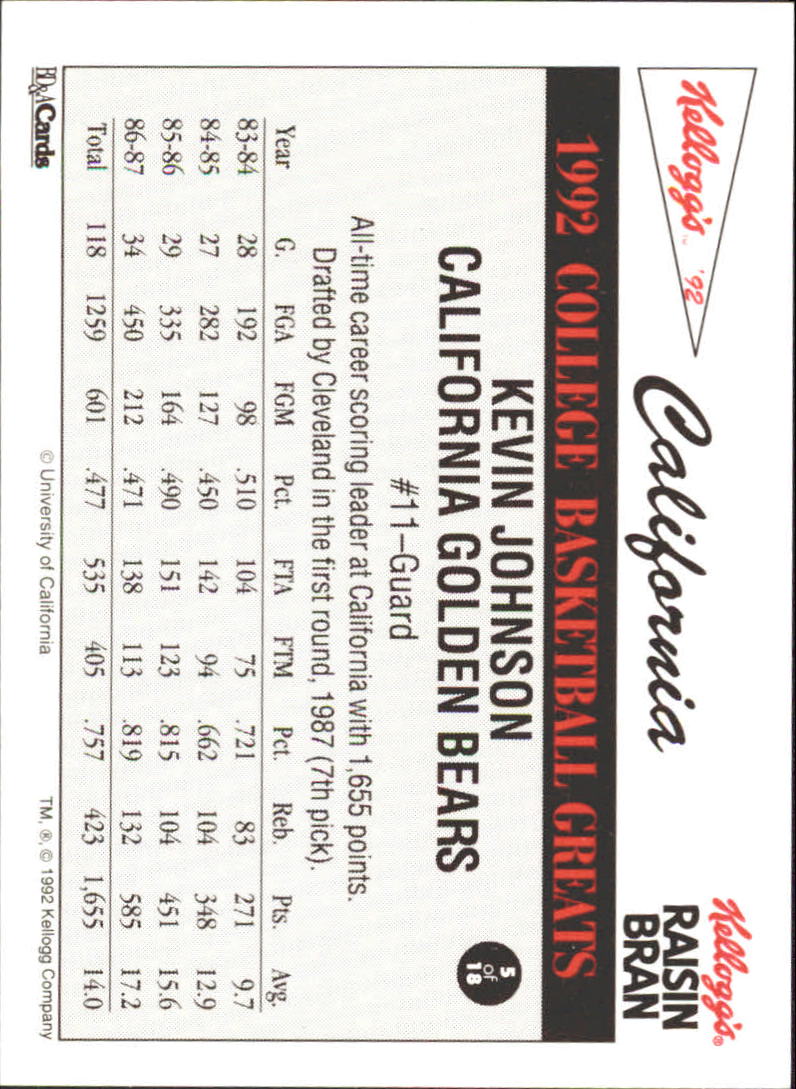 Kellogg's™ '92
California
Kellogg's®
RAISIN
BRAN
1992 COLLEGE BASKETBALL GREATS
KEVIN JOHNSON
CALIFORNIA GOLDEN BEARS
5 OF 18
#11–Guard
All-time career scoring leader at California with 1,655 points.
Drafted by Cleveland in the first round, 1987 (7th pick).
Year G. FGA FGM Pct. FTA FTM Pct. Reb. Pts. Avg.
83-84 28 192 98 .510 104 75 .721 83 271 9.7
84-85 27 282 127 .450 142 94 .662 104 348 12.9
85-86 29 335 164 .490 151 123 .815 104 451 15.6
86-87 34 450 212 .471 138 113 .819 132 585 17.2
Total 118 1259 601 .477 535 405 .757 423 1,655 14.0
BD&A Cards © University of California TM, ®, © 1992 Kellogg Company